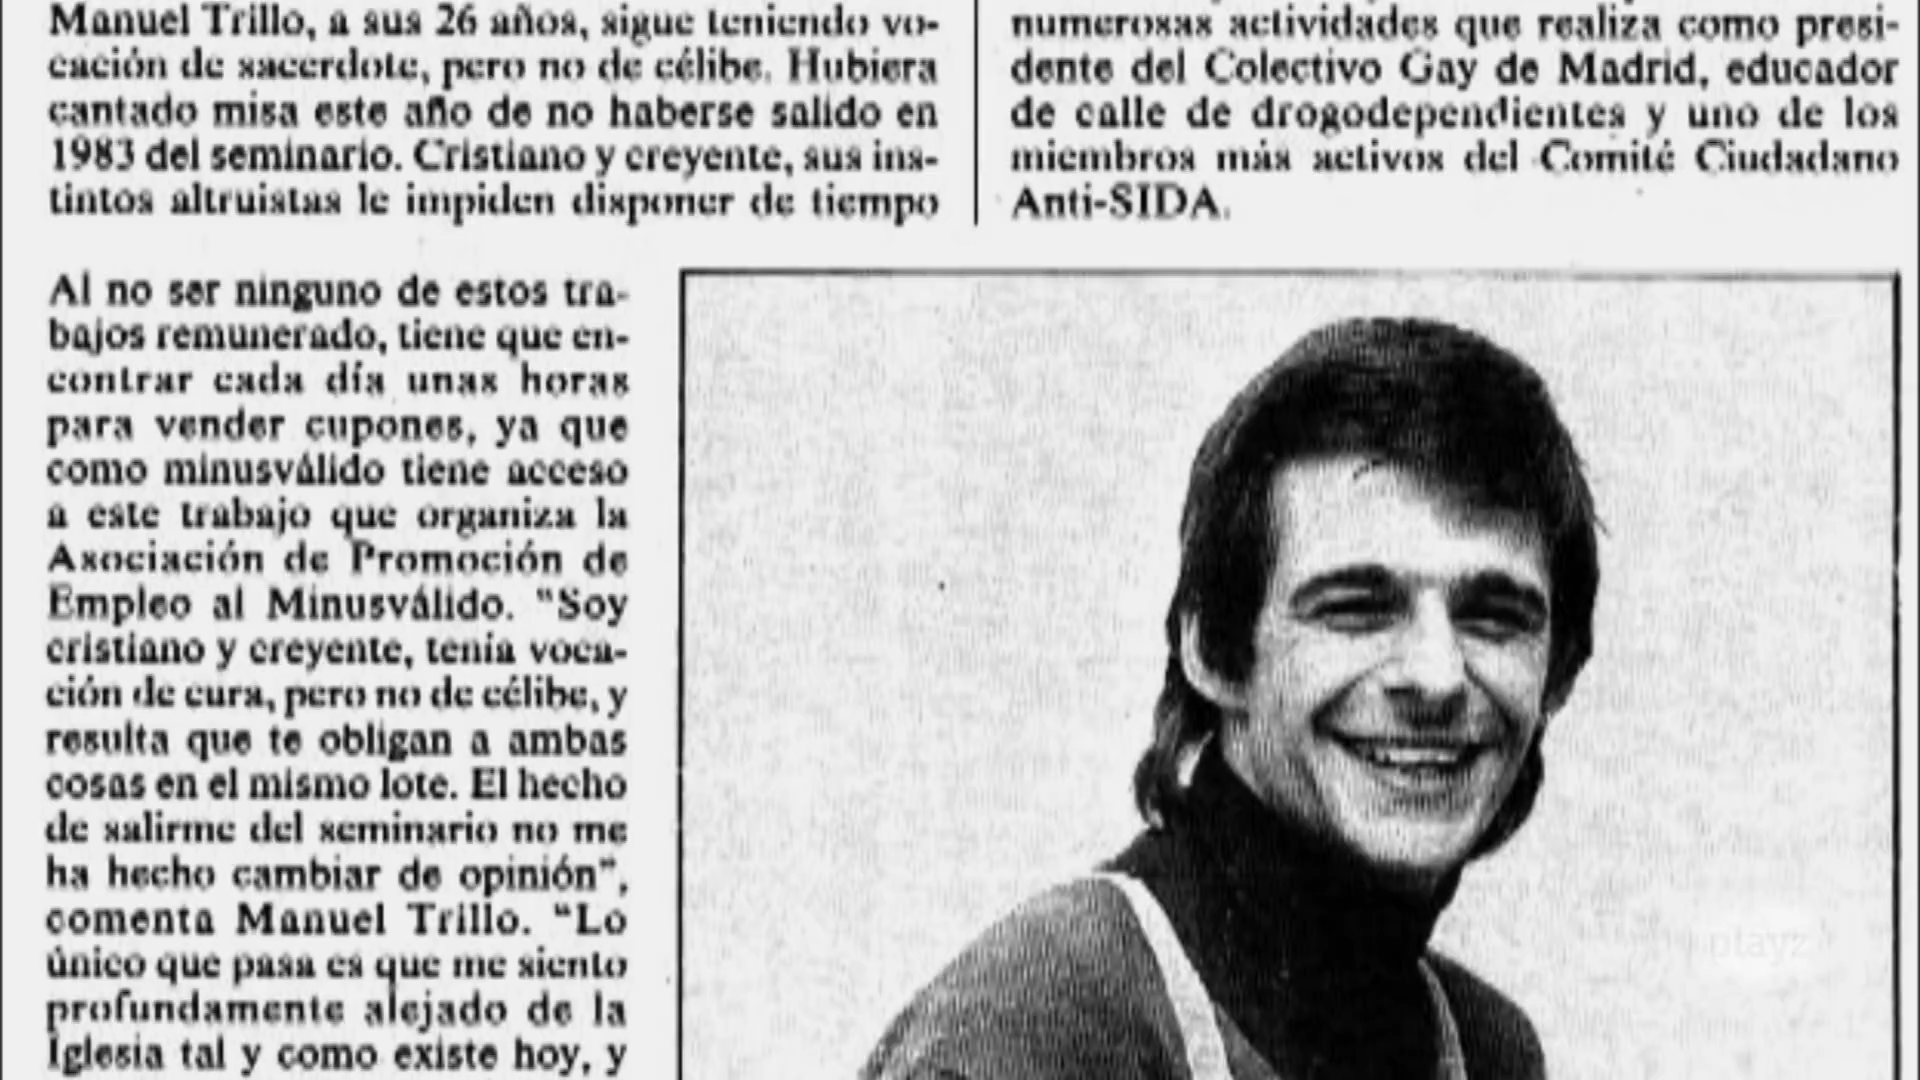 Manuel Trillo, a sus 26 años, sigue teniendo vo-
cación de sacerdote, pero no de célibe. Hubiera
cantado misa este año de no haberse salido en
1983 del seminario. Cristiano y creyente, sus ins-
tintos altruistas le impiden disponer de tiempo
numerosas actividades que realiza como presi-
dente del Colectivo Gay de Madrid, educador
de calle de drogodependientes y uno de los
miembros más activos del Comité Ciudadano
Anti-SIDA.
Al no ser ninguno de estos tra-
bajos remunerado, tiene que en-
contrar cada día unas horas
para vender cupones, ya que
como minusválido tiene acceso
a este trabajo que organiza la
Asociación de Promoción de
Empleo al Minusválido. "Soy
cristiano y creyente, tenía voca-
ción de cura, pero no de célibe, y
resulta que te obligan a ambas
cosas en el mismo lote. El hecho
de salirme del seminario no me
ha hecho cambiar de opinión",
comenta Manuel Trillo. "Lo
único que pasa es que me siento
profundamente alejado de la
Iglesia tal y como existe hoy, y
playz